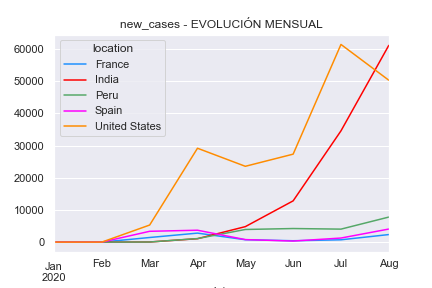 new_cases - EVOLUCIÓN MENSUAL
location
France
India
Peru
Spain
United States
60000
50000
40000
30000
20000
10000
0
Jan Feb Mar Apr May Jun Jul Aug
2020